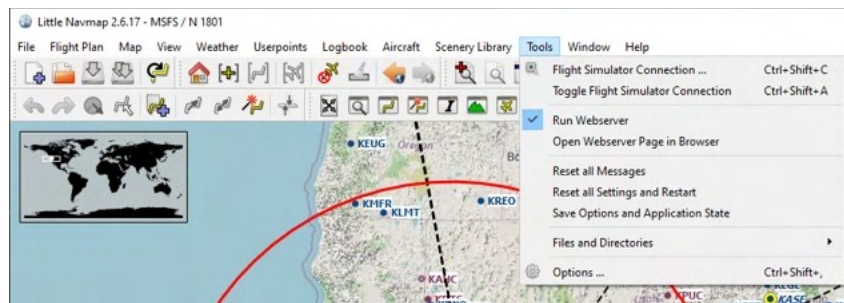 Little Navmap 2.6.17 - MSFS / N 1801
File Flight Plan Map View Weather Userpoints Logbook Aircraft Scenery Library Tools Window Help
Flight Simulator Connection ... Ctrl+Shift+C
Toggle Flight Simulator Connection Ctrl+Shift+A
Run Webserver
Open Webserver Page in Browser
Reset all Messages
Reset all Settings and Restart
Save Options and Application State
Files and Directories
Options ... Ctrl+Shift+,
KEUG Oregon
KMFR
KLMT
KREO
KPUC
KASE